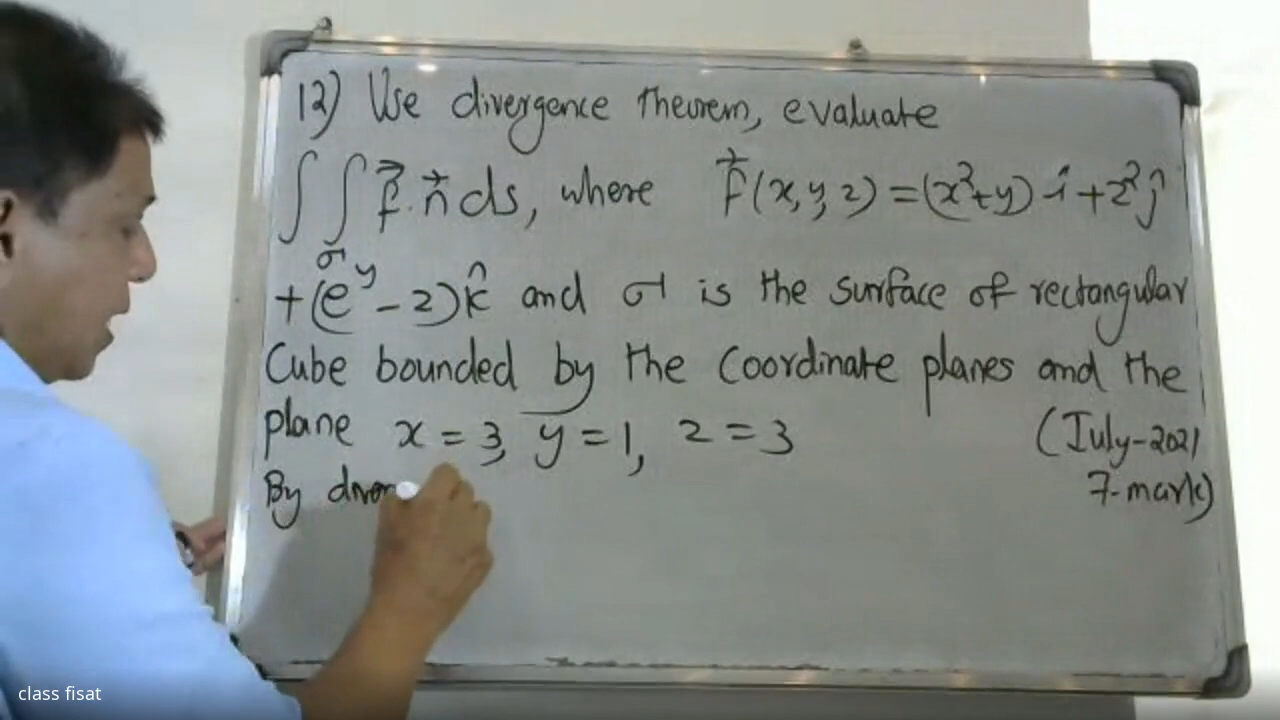 12) Use divergence theorem, evaluate
∫∫σ F⃗.n⃗ ds, where F⃗(x,y,z) = (x²+y) i + z² ĵ
+(e^y - z) k̂ and σ is the surface of rectangular
Cube bounded by the Coordinate planes and the
plane x = 3, y = 1, z = 3 (July-2021
By 7-mark)
class fisat